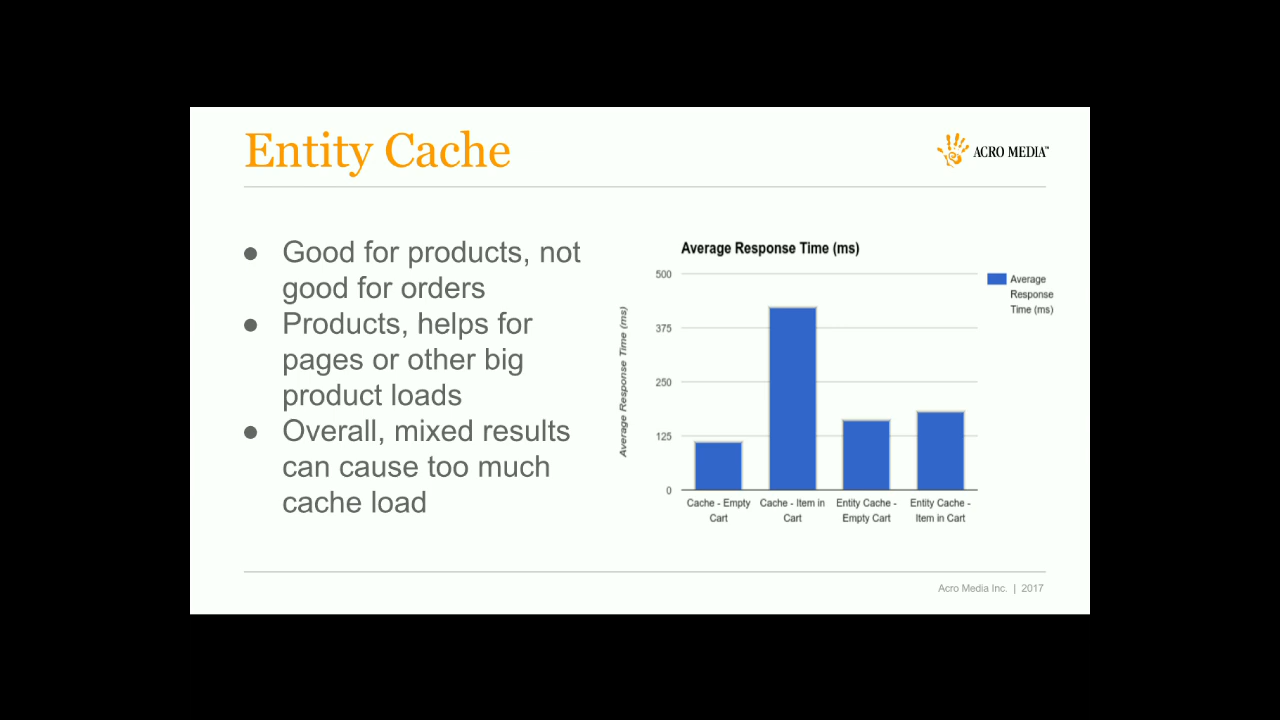 Entity Cache
ACRO MEDIA™
● Good for products, not
good for orders
● Products, helps for
pages or other big
product loads
● Overall, mixed results
can cause too much
cache load
Average Response Time (ms)
Average Response Time (ms)
500
375
250
125
0
Cache - Empty
Cart
Cache - Item in
Cart
Entity Cache -
Empty Cart
Entity Cache -
Item in Cart
Average
Response
Time (ms)
Acro Media Inc. | 2017